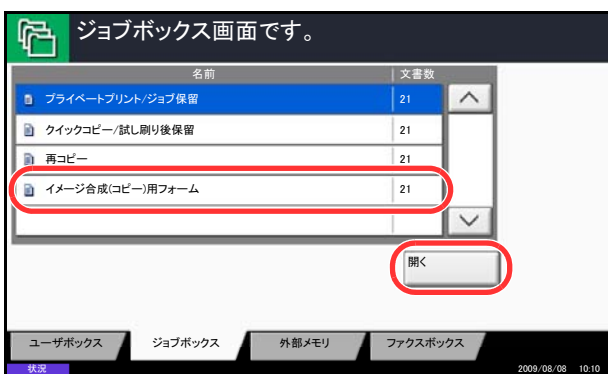 ジョブボックス画面です。
名前 文書数
プライベートプリント/ジョブ保留 21
クイックコピー/試し刷り後保留 21
再コピー 21
イメージ合成(コピー)用フォーム 21
開く
ユーザボックス ジョブボックス 外部メモリ ファクスボックス
状況 2009/08/08 10:10